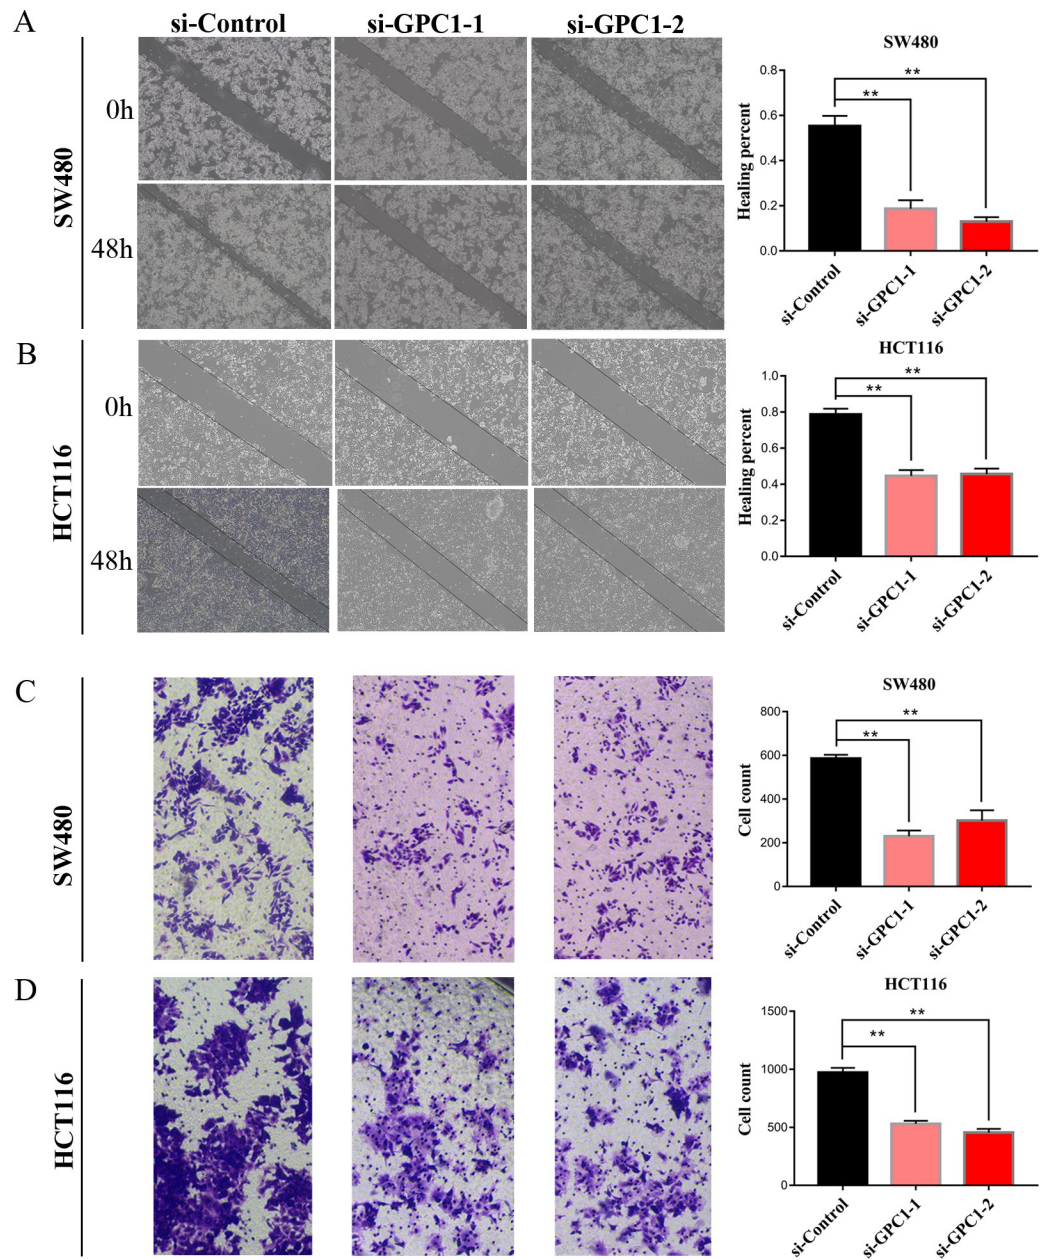 A
si-Control
si-GPC1-1
si-GPC1-2
SW480
0h
48h
SW480
Healing percent
0.8
0.6
0.4
0.2
0.0
**
**
si-Control
si-GPC1-1
si-GPC1-2
B
HCT116
0h
48h
HCT116
Healing percent
1.0
0.8
0.6
0.4
0.2
0.0
**
**
si-Control
si-GPC1-1
si-GPC1-2
C
SW480
SW480
Cell count
800
600
400
200
0
**
**
si-Control
si-GPC1-1
si-GPC1-2
D
HCT116
HCT116
Cell count
1500
1000
500
0
**
**
si-Control
si-GPC1-1
si-GPC1-2